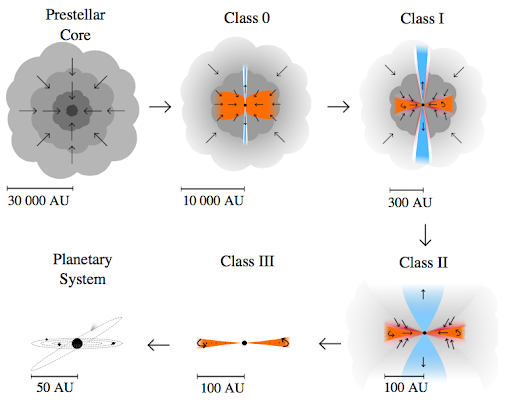 Prestellar
Core
Class 0
Class I
30 000 AU
10 000 AU
300 AU
Planetary
System
Class III
Class II
50 AU
100 AU
100 AU